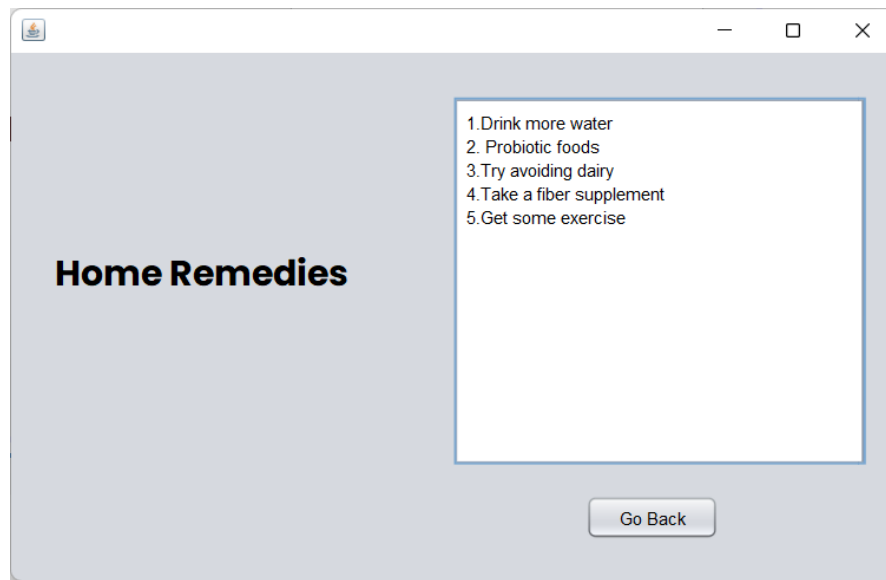 Home Remedies
1.Drink more water
2. Probiotic foods
3.Try avoiding dairy
4.Take a fiber supplement
5.Get some exercise
Go Back